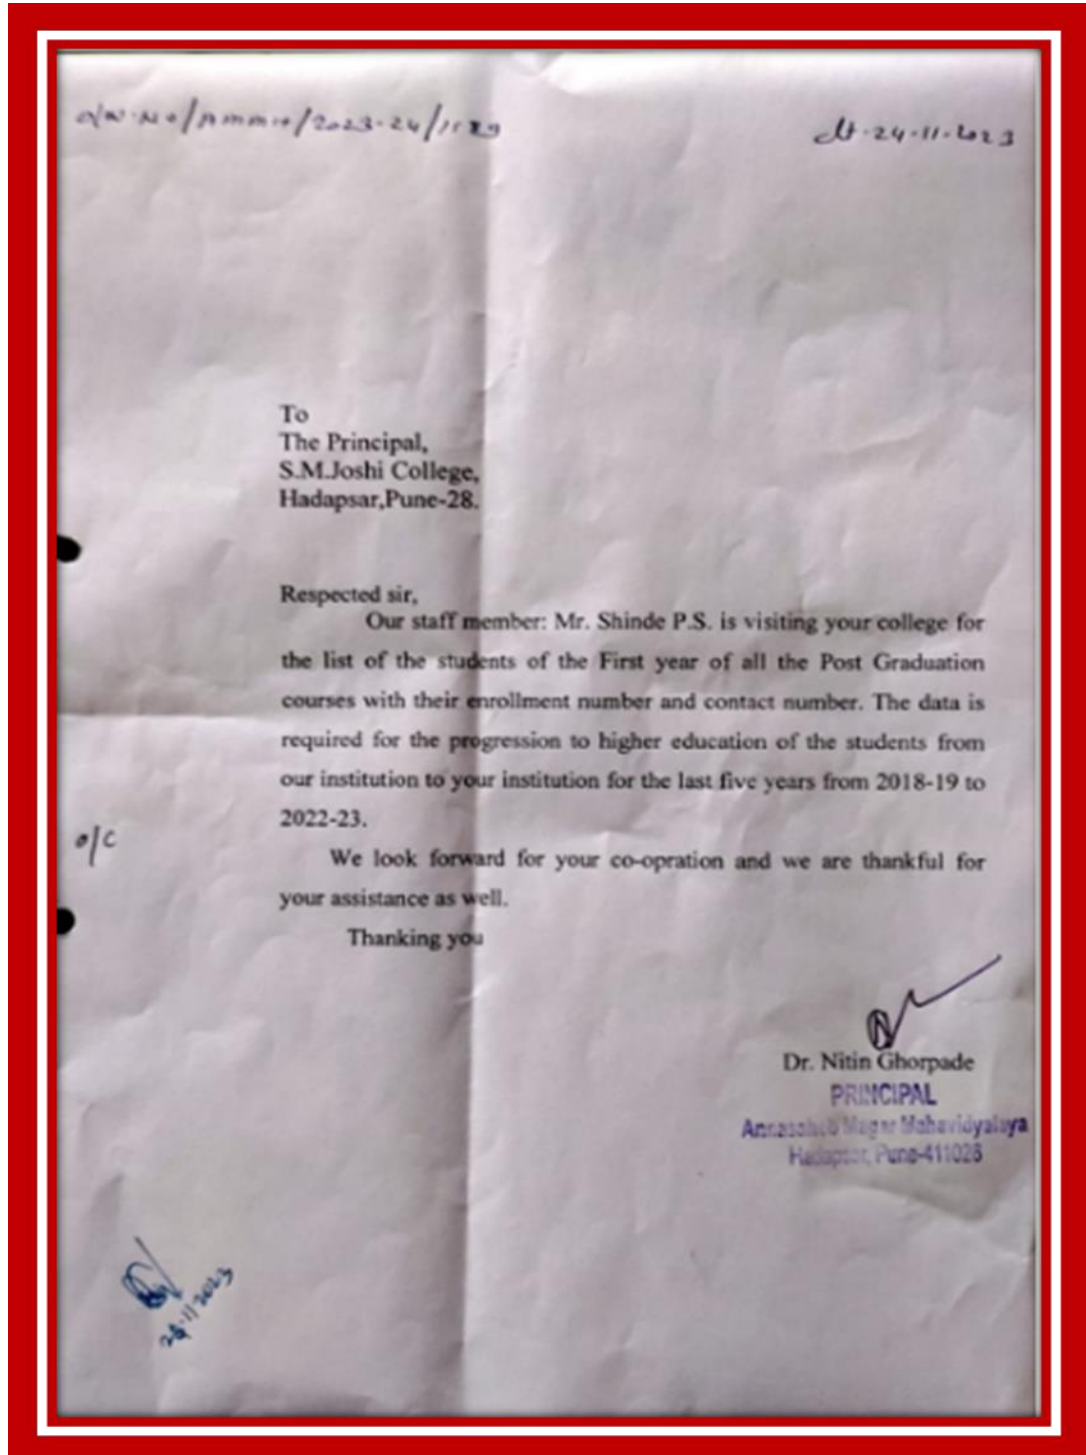 /2023-24/11
dt-24-11-2023
To
The Principal,
S.M.Joshi College,
Hadapsar,Pune-28.
Respected sir,
Our staff member: Mr. Shinde P.S. is visiting your college for
the list of the students of the First year of all the Post Graduation
courses with their enrollment number and contact number. The data is
required for the progression to higher education of the students from
our institution to your institution for the last five years from 2018-19 to
2022-23.
o/c
We look forward for your co-opration and we are thankful for
your assistance as well.
Thanking you
Dr. Nitin Ghorpade
PRINCIPAL
Annasaheb Magar Mahavidyalaya
Hadapsar, Pune-411028